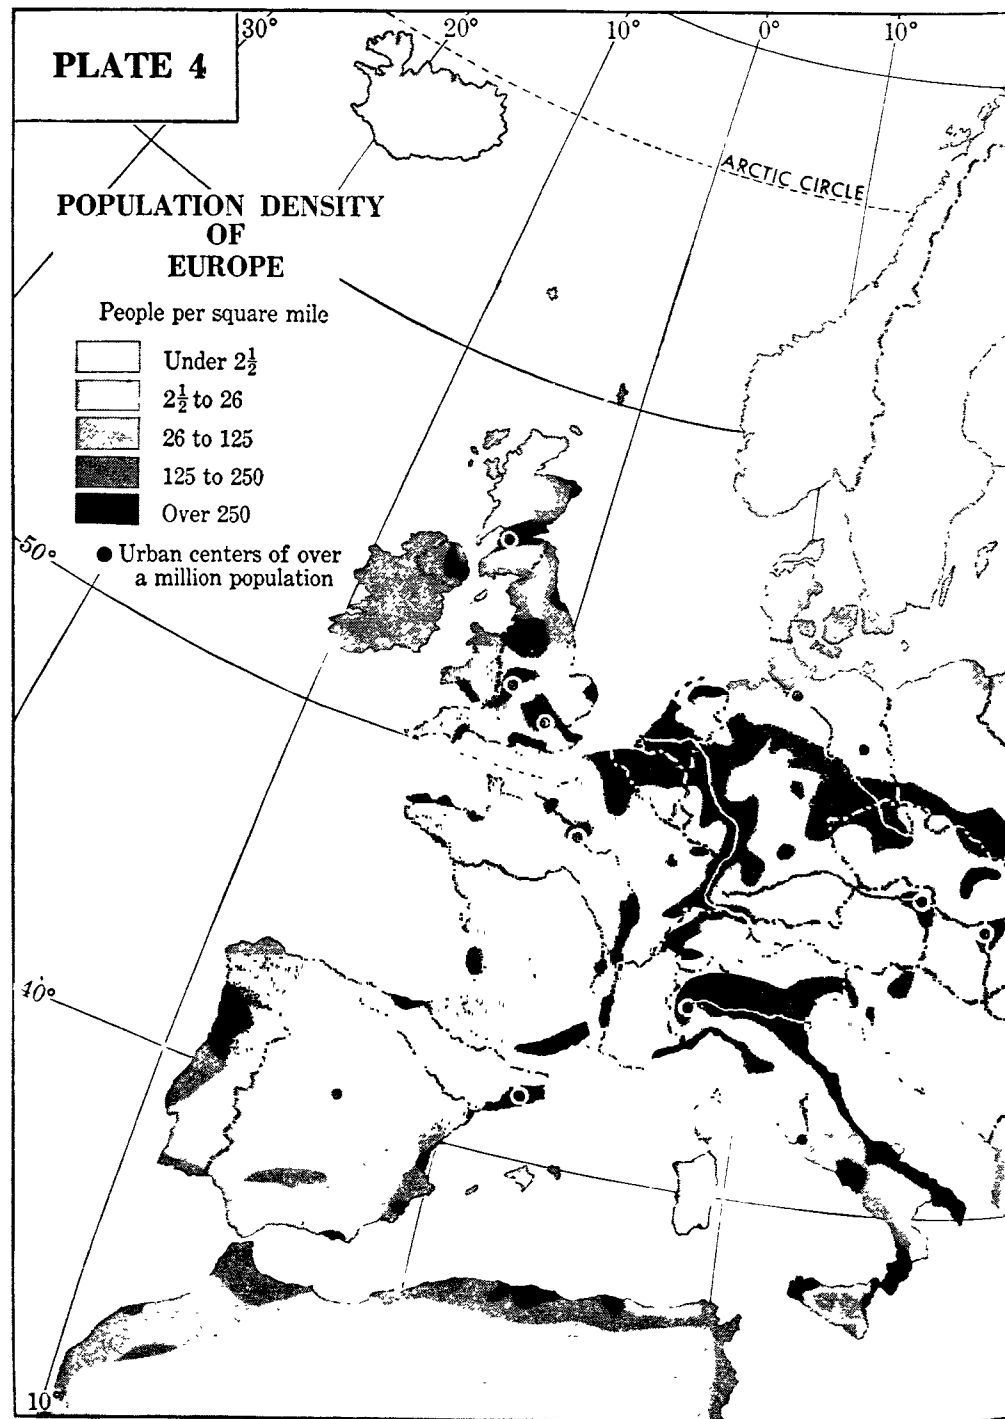 30°
20°
10°
0°
10°
PLATE 4
ARCTIC CIRCLE
POPULATION DENSITY
OF
EUROPE
People per square mile
Under 2½
2½ to 26
26 to 125
125 to 250
Over 250
50°
Urban centers of over
a million population
40°
10